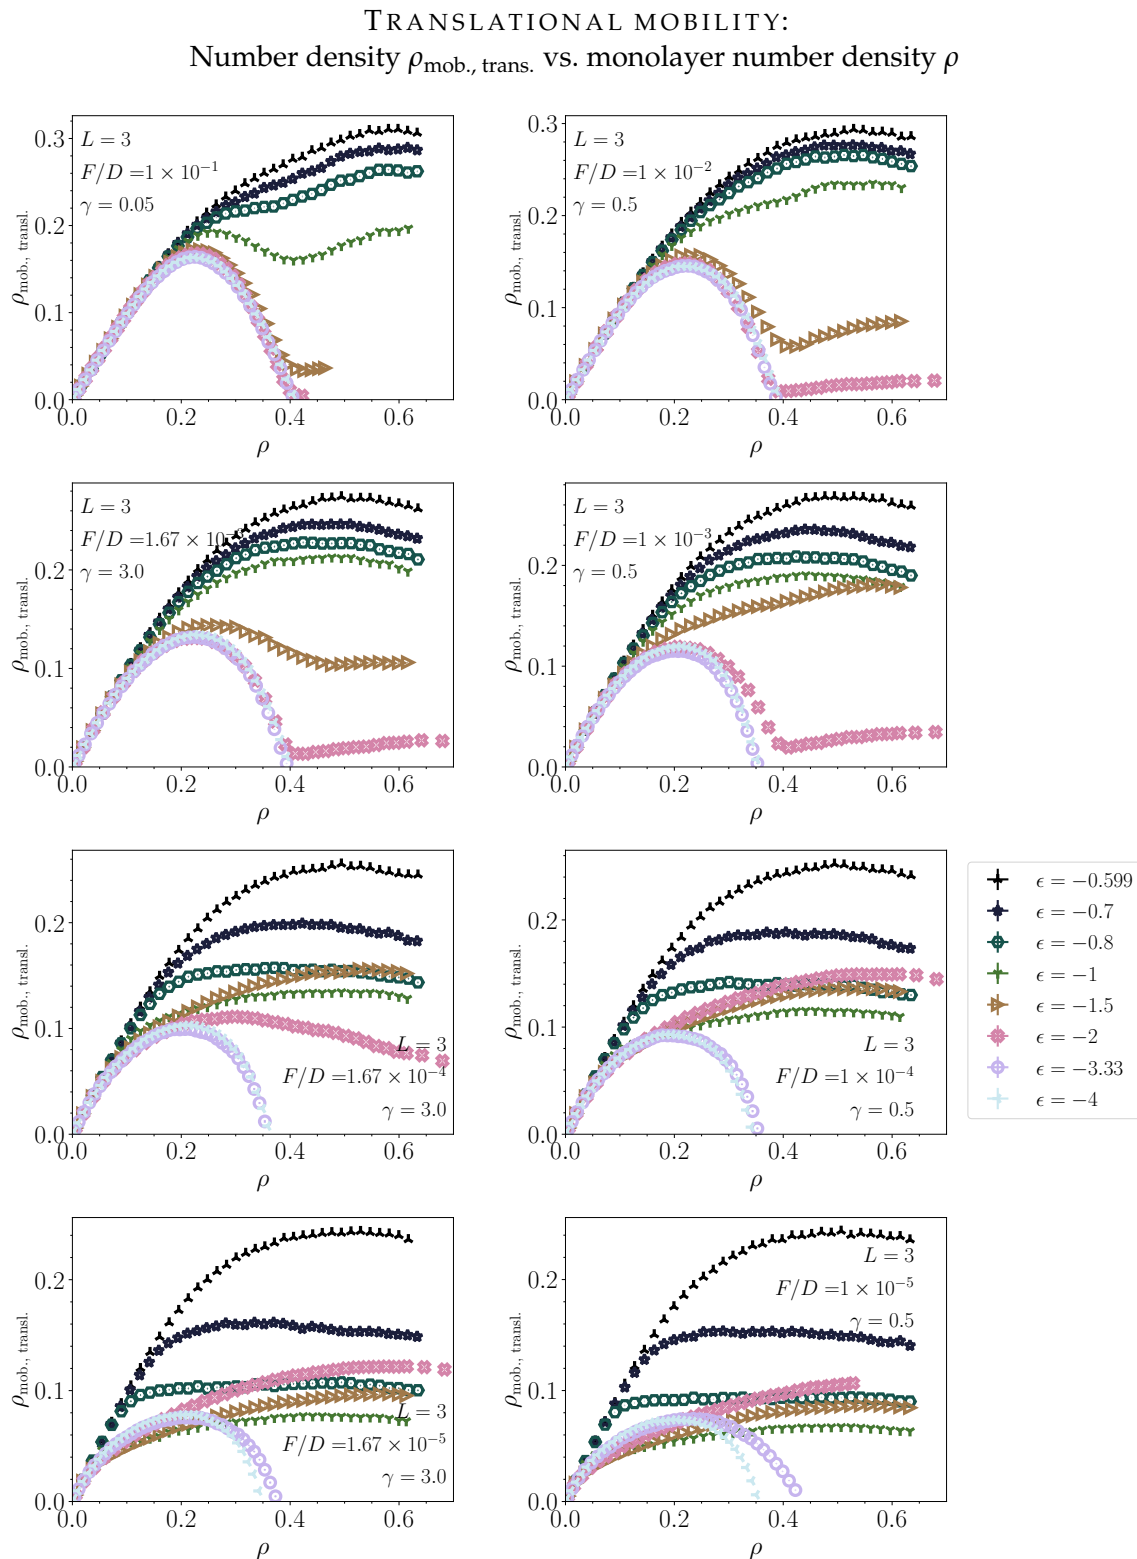 TRANSLATIONAL MOBILITY:
Number density ρmob., trans. vs. monolayer number density ρ
L = 3
F/D =1 × 10⁻¹
γ = 0.05
0.3
0.2
0.1
0.0
ρmob., transl.
0.0 0.2 0.4 0.6
ρ
L = 3
F/D =1 × 10⁻²
γ = 0.5
0.3
0.2
0.1
0.0
ρmob., transl.
0.0 0.2 0.4 0.6
ρ
L = 3
F/D =1.67 × 10
γ = 3.0
0.2
0.1
0.0
ρmob., transl.
0.0 0.2 0.4 0.6
ρ
L = 3
F/D =1 × 10⁻³
γ = 0.5
0.2
0.1
0.0
ρmob., transl.
0.0 0.2 0.4 0.6
ρ
0.2
0.1
0.0
ρmob., transl.
L = 3
F/D =1.67 × 10⁻⁴
γ = 3.0
0.0 0.2 0.4 0.6
ρ
0.2
0.1
0.0
ρmob., transl.
L = 3
F/D =1 × 10⁻⁴
γ = 0.5
0.0 0.2 0.4 0.6
ρ
ϵ = −0.599
ϵ = −0.7
ϵ = −0.8
ϵ = −1
ϵ = −1.5
ϵ = −2
ϵ = −3.33
ϵ = −4
0.2
0.1
0.0
ρmob., transl.
L = 3
F/D =1.67 × 10⁻⁵
γ = 3.0
0.0 0.2 0.4 0.6
ρ
0.2
0.1
0.0
ρmob., transl.
L = 3
F/D =1 × 10⁻⁵
γ = 0.5
0.0 0.2 0.4 0.6
ρ